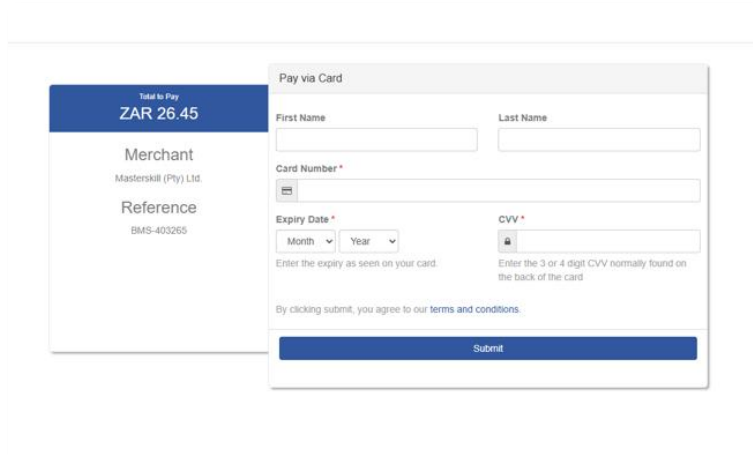 Total to Pay
ZAR 26.45
Merchant
Masterskill (Pty) Ltd.
Reference
BMS-403265
Pay via Card
First Name
Last Name
Card Number *
Expiry Date *
CVV *
Month
Year
Enter the expiry as seen on your card.
Enter the 3 or 4 digit CVV normally found on
the back of the card
By clicking submit, you agree to our terms and conditions.
Submit